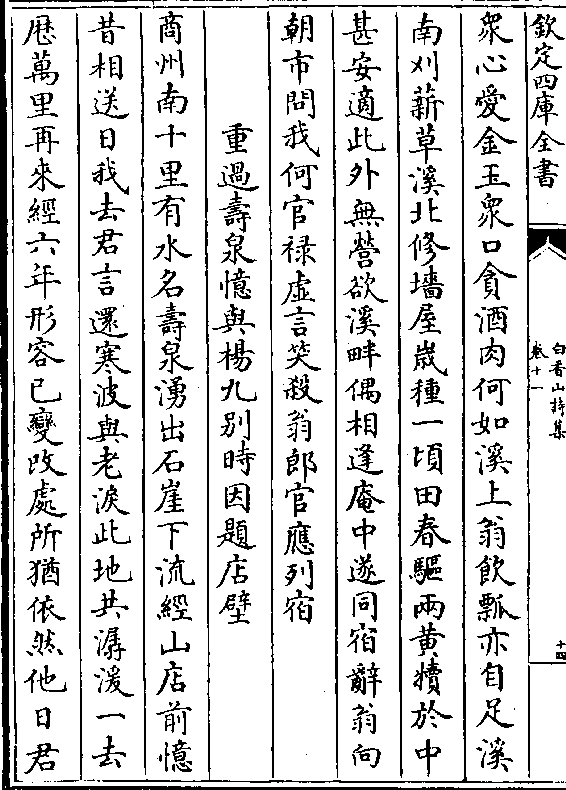 欽定四庫全書
白香山詩集
卷十一
十四
眾心愛金玉眾口貪酒肉何如溪上翁飲瓢亦自足溪
南刈薪草溪北修墻屋嵗種一頃田春驅兩黃犢於中
甚安適此外無營欲溪畔偶相逢庵中遂同宿辭翁向
朝市問我何官禄虛言笑殺翁郎官應列宿
重過壽泉憶與楊九別時因題店壁
商州南十里有水名壽泉湧出石崖下流經山店前憶
昔相送日我去君言還寒波與老淚此地共潺湲一去
歴萬里再來經六年形容已變改處所猶依然他日君